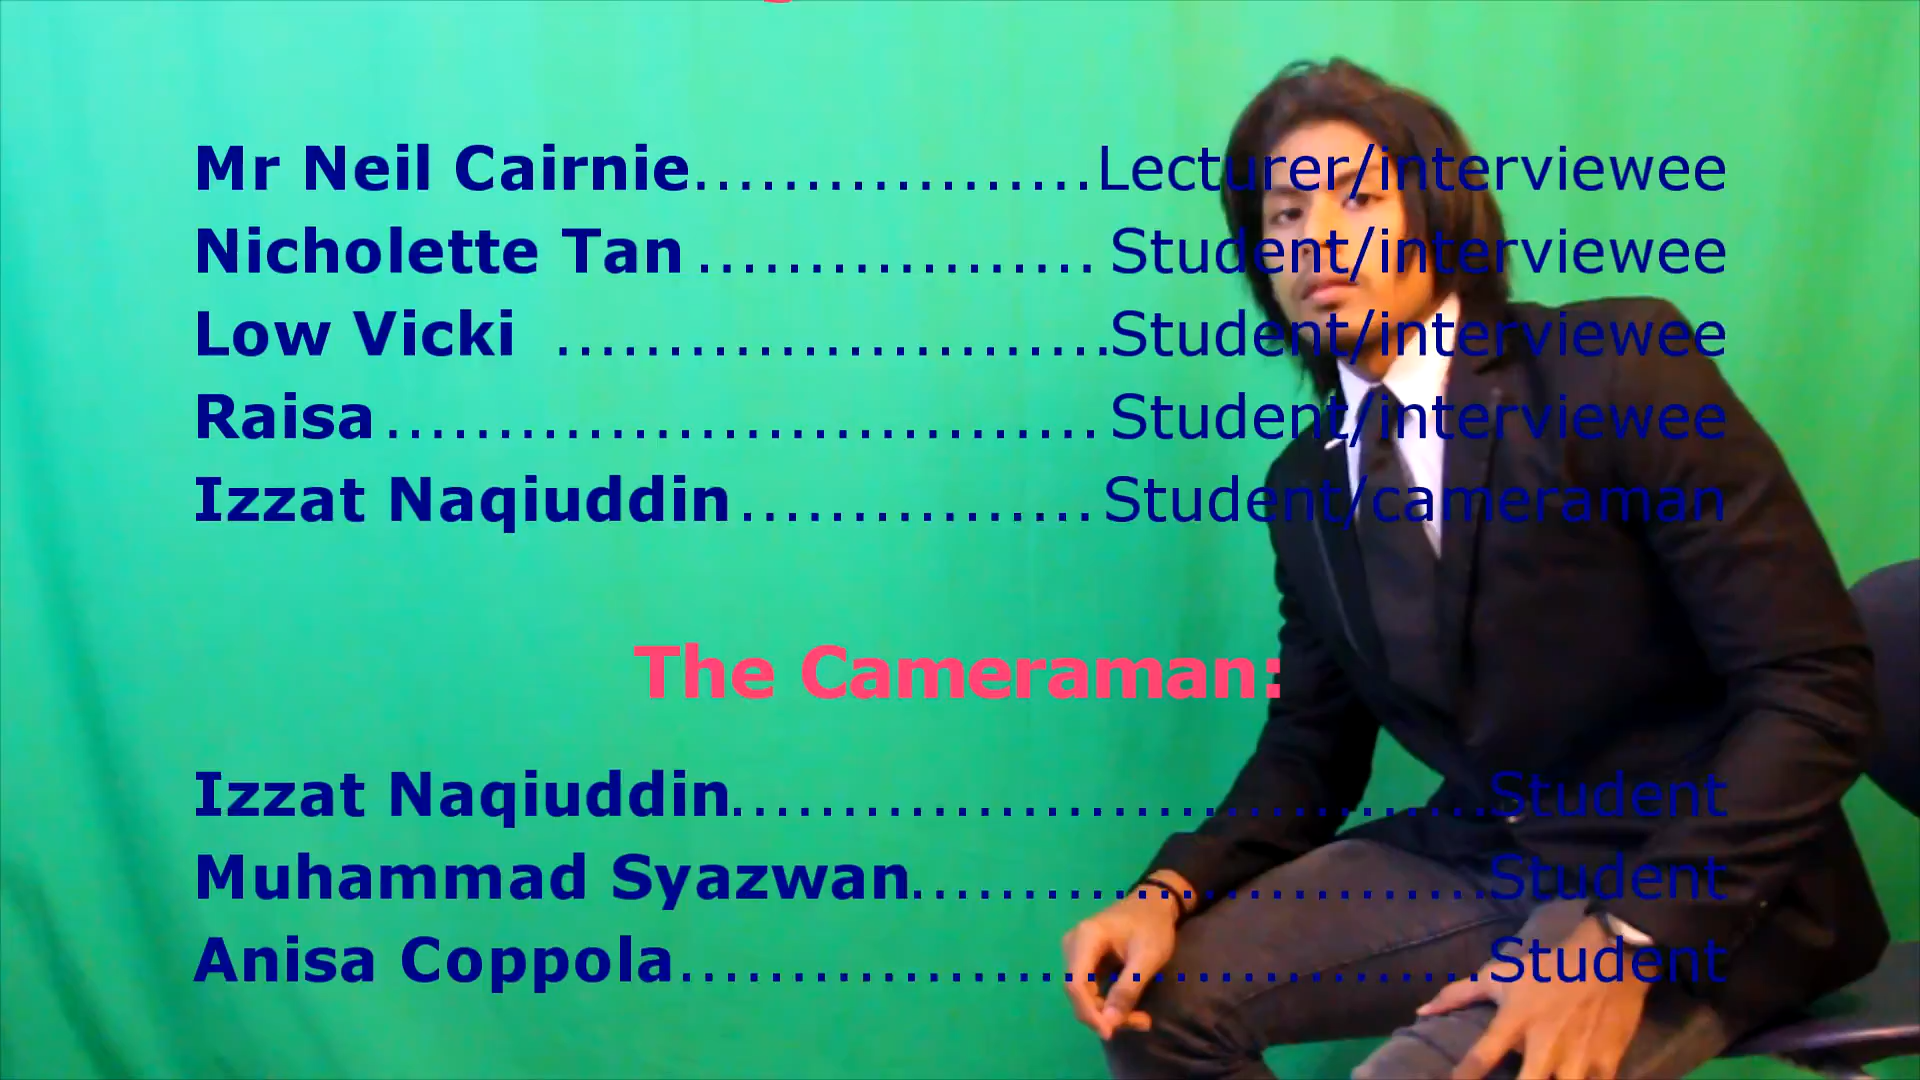 Mr Neil Cairnie..................Lecturer/interviewee
Nicholette Tan..................Student/interviewee
Low Vicki .........................Student/interviewee
Raisa................................Student/interviewee
Izzat Naqiuddin................Student/cameraman
The Cameraman:
Izzat Naqiuddin..................................Student
Muhammad Syazwan..........................Student
Anisa Coppola....................................Student